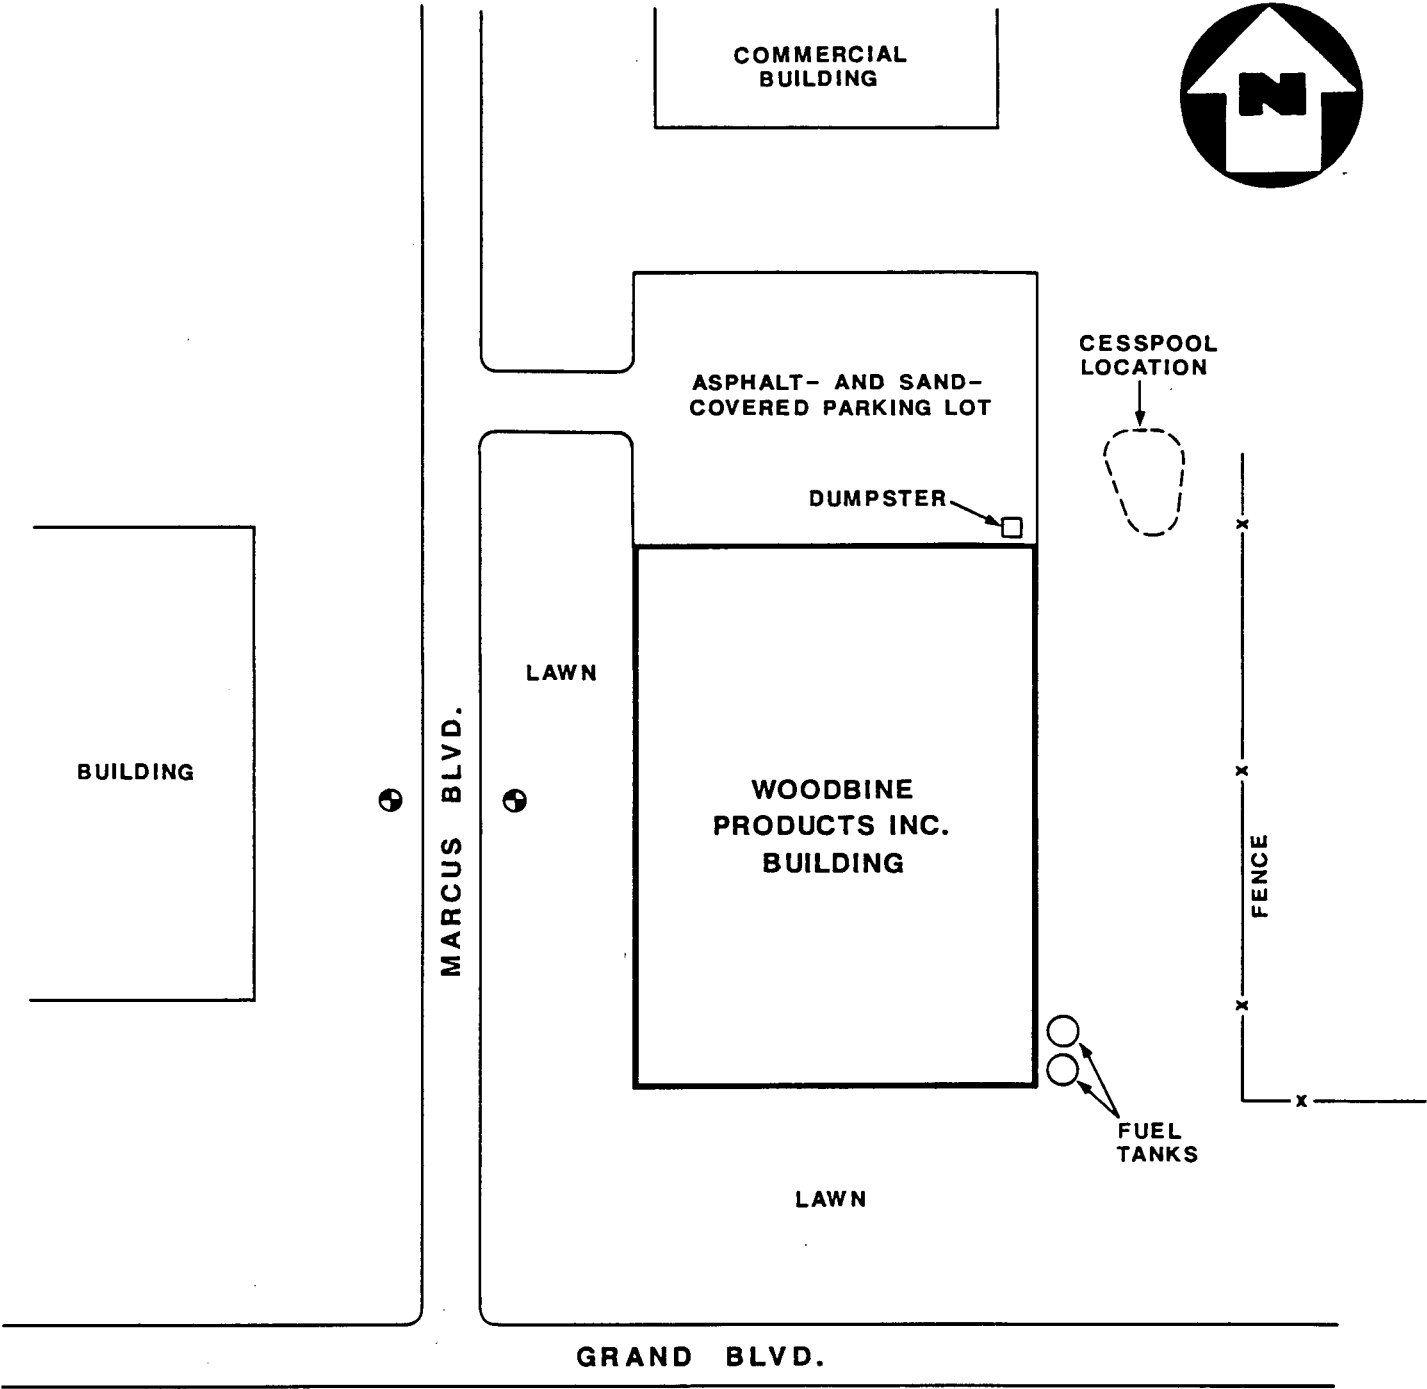 COMMERCIAL
BUILDING
N
CESSPOOL
LOCATION
ASPHALT- AND SAND-
COVERED PARKING LOT
DUMPSTER
LAWN
BUILDING
MARCUS BLVD.
WOODBINE
PRODUCTS INC.
BUILDING
x
x
FENCE
x
x
FUEL
TANKS
LAWN
GRAND BLVD.